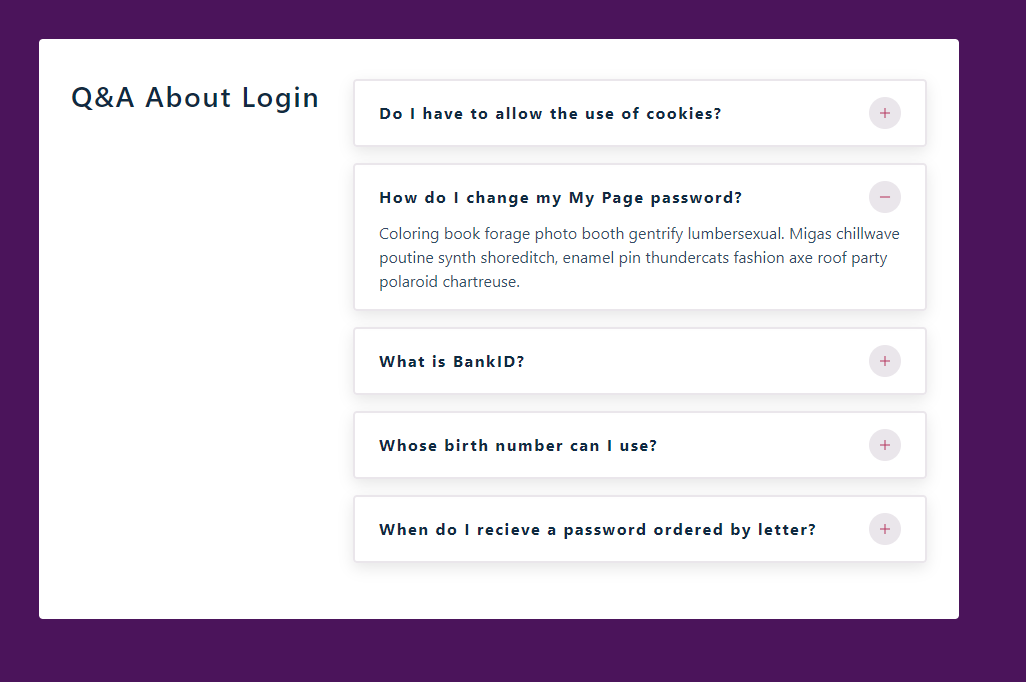 Q&A About Login
Do I have to allow the use of cookies?
How do I change my My Page password?
Coloring book forage photo booth gentrify lumbersexual. Migas chillwave
poutine synth shoreditch, enamel pin thundercats fashion axe roof party
polaroid chartreuse.
What is BankID?
Whose birth number can I use?
When do I recieve a password ordered by letter?